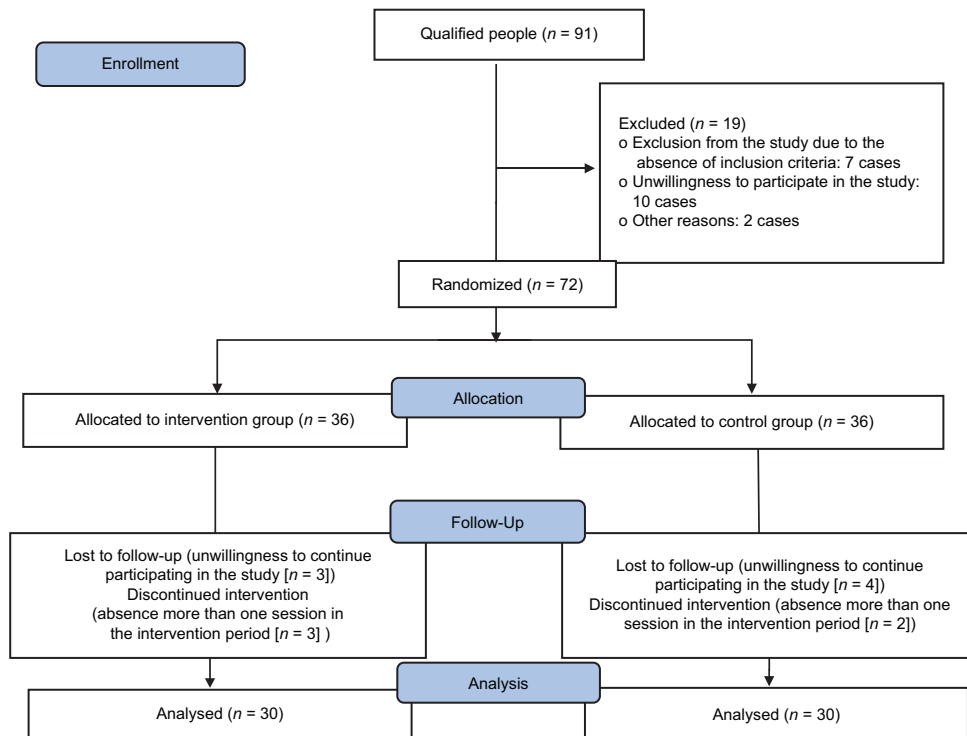 Qualified people (n = 91)
Enrollment
Excluded (n = 19)
o Exclusion from the study due to the
absence of inclusion criteria: 7 cases
o Unwillingness to participate in the study:
10 cases
o Other reasons: 2 cases
Randomized (n = 72)
Allocation
Allocated to intervention group (n = 36)
Allocated to control group (n = 36)
Follow-Up
Lost to follow-up (unwillingness to continue
participating in the study [n = 3])
Discontinued intervention
(absence more than one session in
the intervention period [n = 3] )
Lost to follow-up (unwillingness to continue
participating in the study [n = 4])
Discontinued intervention (absence more than one
session in the intervention period [n = 2])
Analysis
Analysed (n = 30)
Analysed (n = 30)